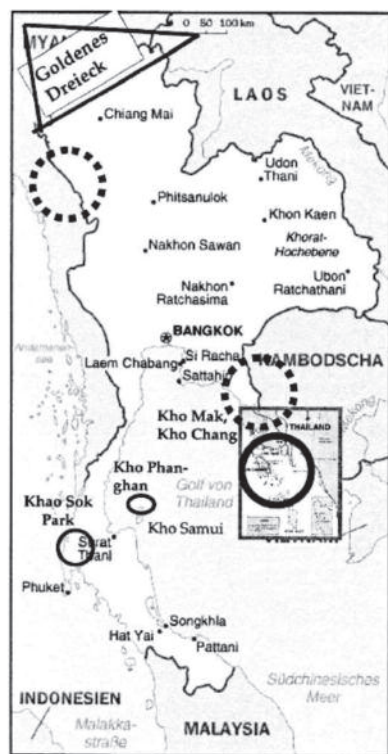 MYA
0 50 100 km
Goldenes
Dreieck
LAOS
VIET-
NAM
Chiang Mai
Mekong
Udon
Thani
Phitsanulok
Khon Kaen
Khorat-
Hochebene
Nakhon Sawan
Nakhon
Ratchasima
Ubon
Ratchathani
BANGKOK
Si Racha
Laem Chabang
Sattahip
KAMBODSCHA
Mekong
Kho Mak,
Kho Chang
THAILAND
Kho Phan-
ghan
Golf von
Thailand
Khao Sok
Park
Kho Samui
Surat
Thani
Phuket
Songkhla
Hat Yai
Pattani
Südchinesisches
Meer
INDONESIEN
Malakka-
straße
MALAYSIA